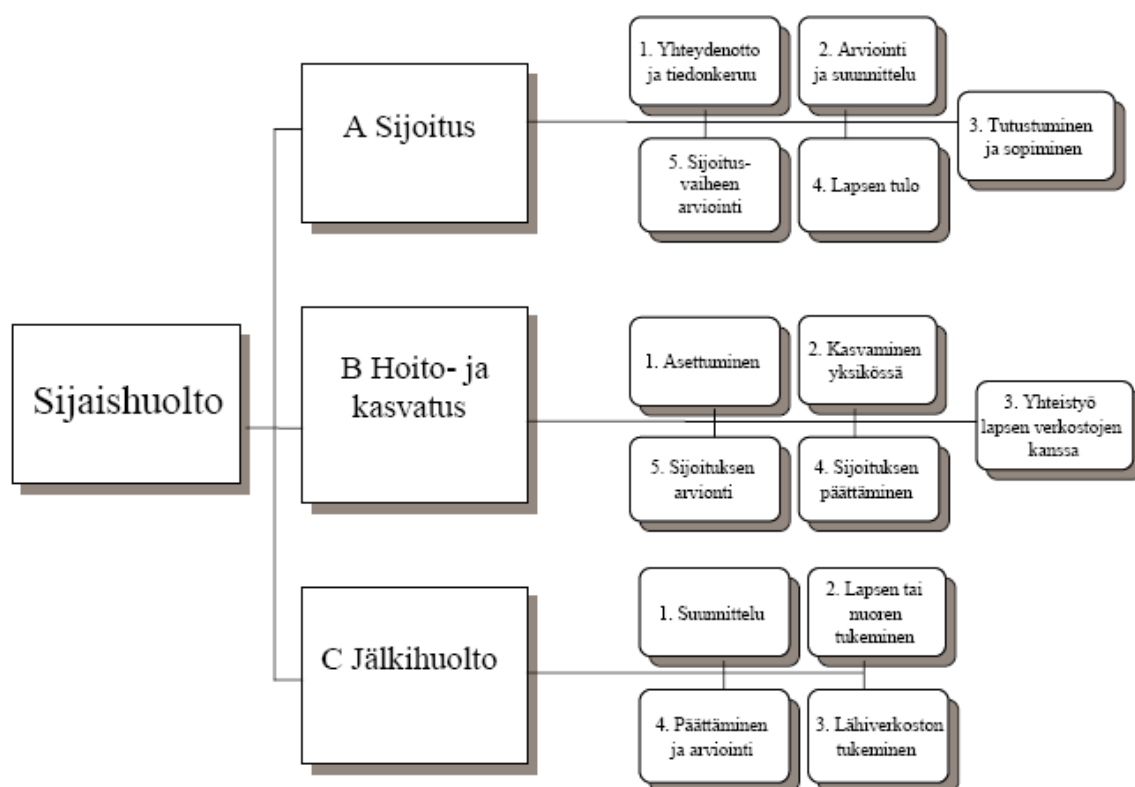 Sijaishuolto
A Sijoitus
1. Yhteydenotto
ja tiedonkeruu
2. Arviointi
ja suunnittelu
3. Tutustuminen
ja sopiminen
4. Lapsen tulo
5. Sijoitus-
vaiheen
arviointi
B Hoito- ja
kasvatus
1. Asettuminen
2. Kasvaminen
yksikössä
3. Yhteistyö
lapsen verkostojen
kanssa
4. Sijoituksen
päättäminen
5. Sijoituksen
arvionti
C Jälkihuolto
1. Suunnittelu
2. Lapsen tai
nuoren
tukeminen
3. Lähiverkoston
tukeminen
4. Päättäminen
ja arviointi